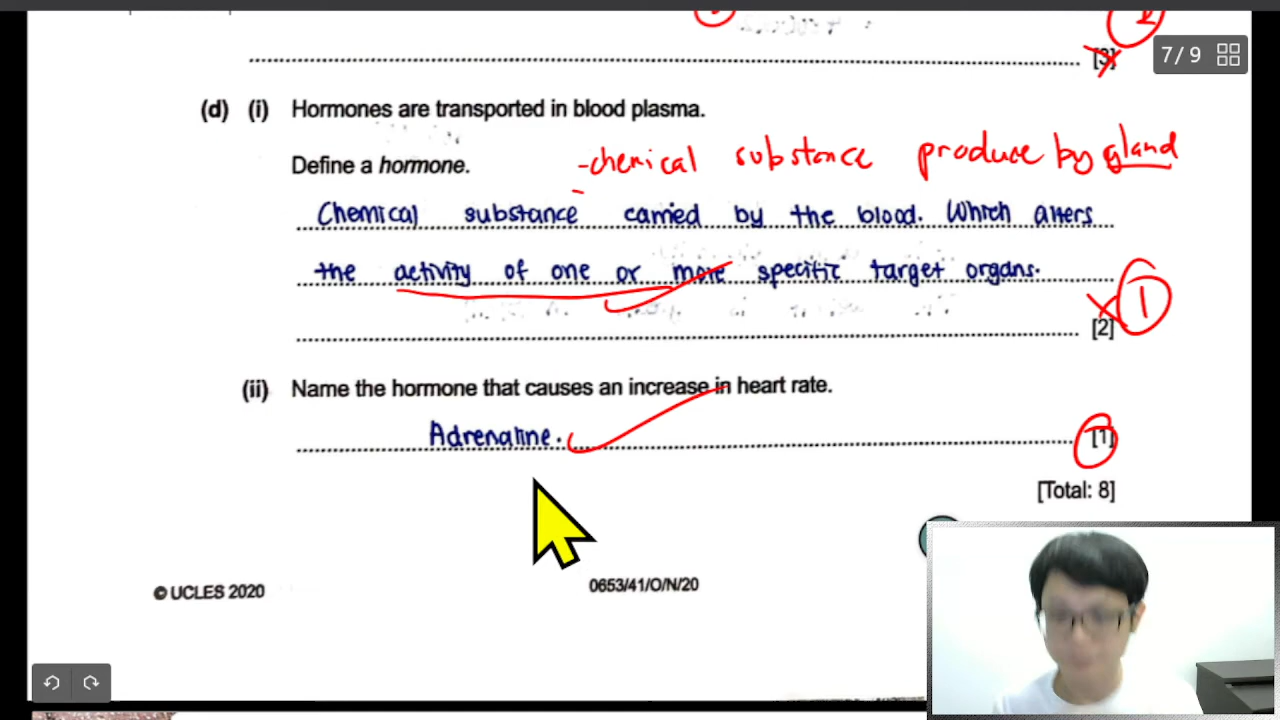 7 / 9
[3]
(d) (i) Hormones are transported in blood plasma.
Define a hormone.
- chemical substance produce by gland
Chemical substance carried by the blood. Which alters
the activity of one or more specific target organs.
1
[2]
(ii) Name the hormone that causes an increase in heart rate.
Adrenaline.
[1]
[Total: 8]
© UCLES 2020
0653/41/O/N/20